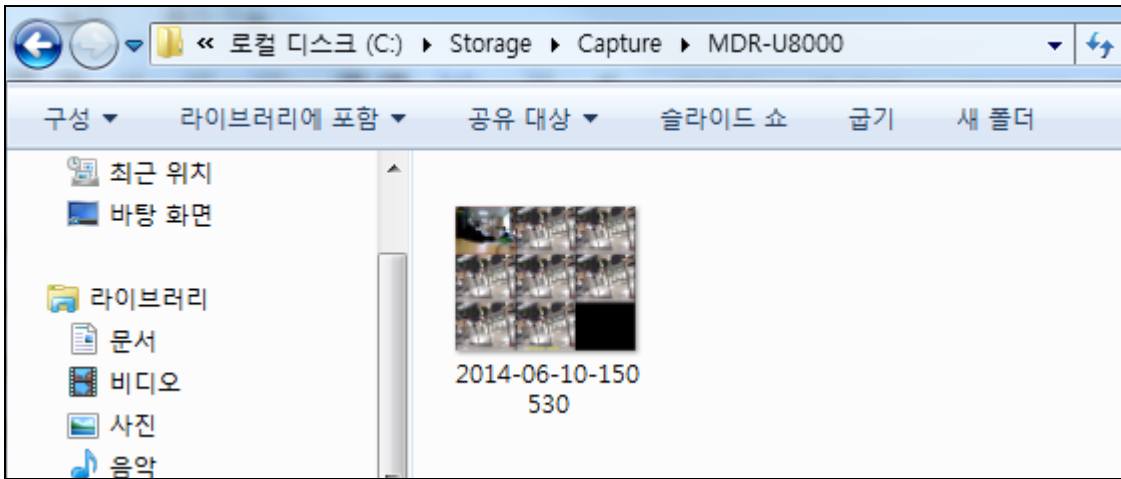 « 로컬 디스크 (C:) ▸ Storage ▸ Capture ▸ MDR-U8000
구성 ▼ 라이브러리에 포함 ▼ 공유 대상 ▼ 슬라이드 쇼 굽기 새 폴더
최근 위치
바탕 화면
라이브러리
문서
비디오
사진
음악
2014-06-10-150
530